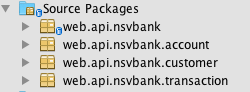 Source Packages
web.api.nsvbank
web.api.nsvbank.account
web.api.nsvbank.customer
web.api.nsvbank.transaction